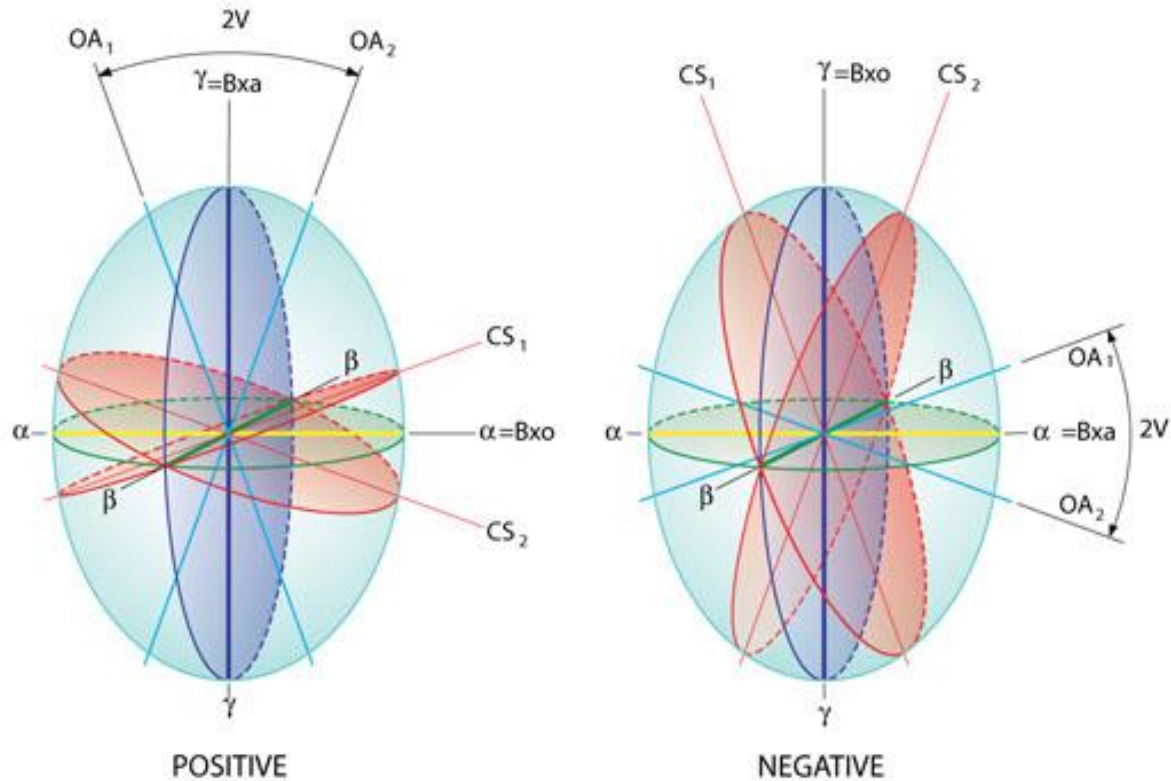 2V
OA₁
OA₂
γ=Bxa
CS₁
β
α
α=Bxo
β
CS₂
γ
POSITIVE
CS₁
γ=Bxo
CS₂
OA₁
β
α
α =Bxa
2V
β
OA₂
γ
NEGATIVE